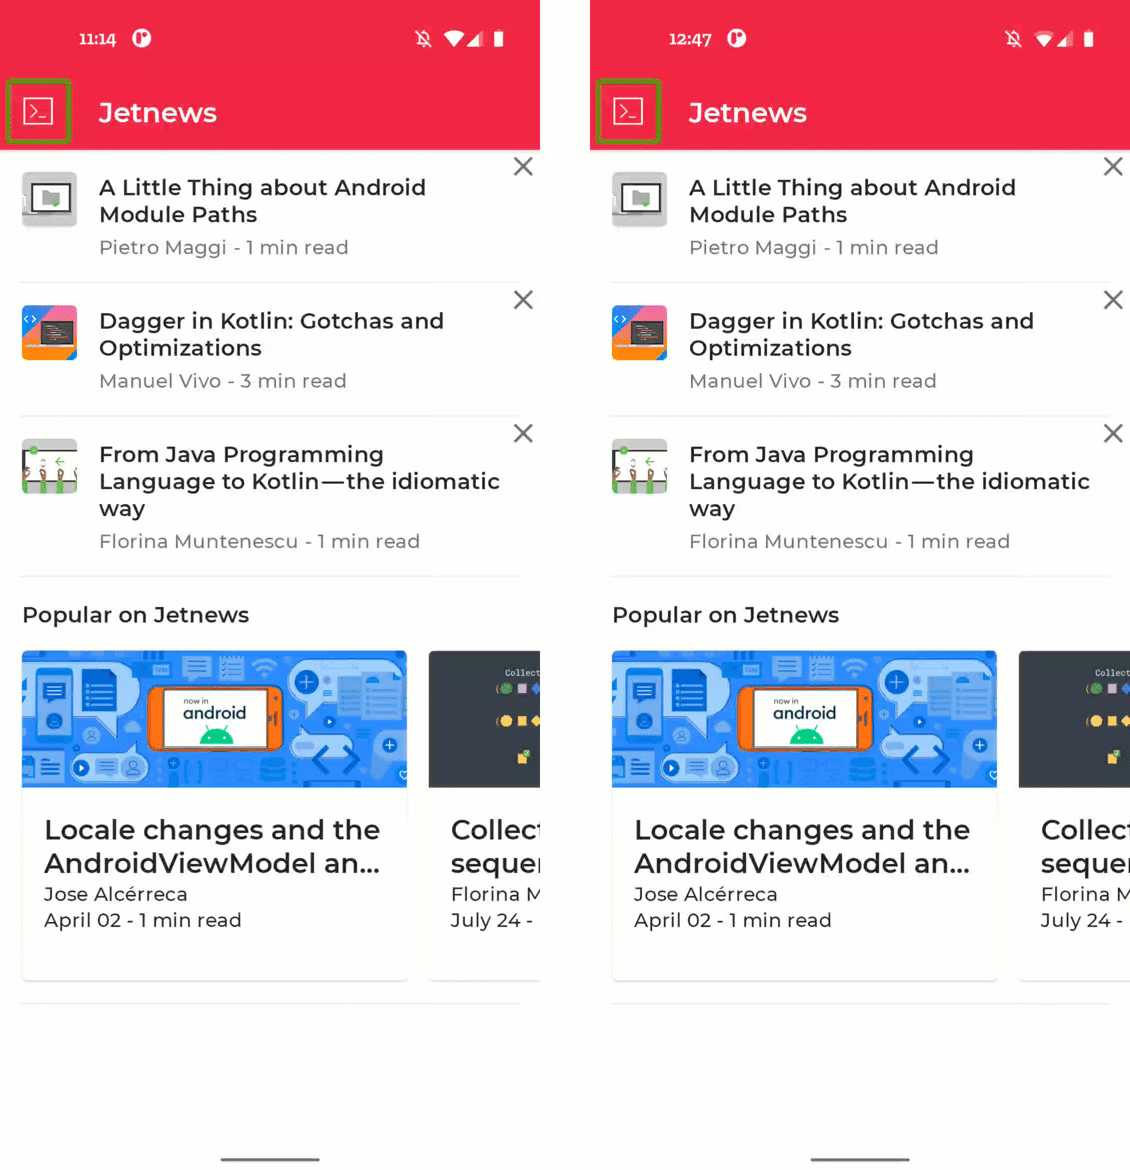 11:14
Jetnews
A Little Thing about Android
Module Paths
Pietro Maggi - 1 min read
Dagger in Kotlin: Gotchas and
Optimizations
Manuel Vivo - 3 min read
From Java Programming
Language to Kotlin—the idiomatic
way
Florina Muntenescu - 1 min read
Popular on Jetnews
now in
android
Collect
Locale changes and the
AndroidViewModel an...
Jose Alcérreca
April 02 - 1 min read
Collect
sequen
Florina M
July 24 -
12:47
Jetnews
A Little Thing about Android
Module Paths
Pietro Maggi - 1 min read
Dagger in Kotlin: Gotchas and
Optimizations
Manuel Vivo - 3 min read
From Java Programming
Language to Kotlin—the idiomatic
way
Florina Muntenescu - 1 min read
Popular on Jetnews
now in
android
Collect
Locale changes and the
AndroidViewModel an...
Jose Alcérreca
April 02 - 1 min read
Collect
sequen
Florina M
July 24 -